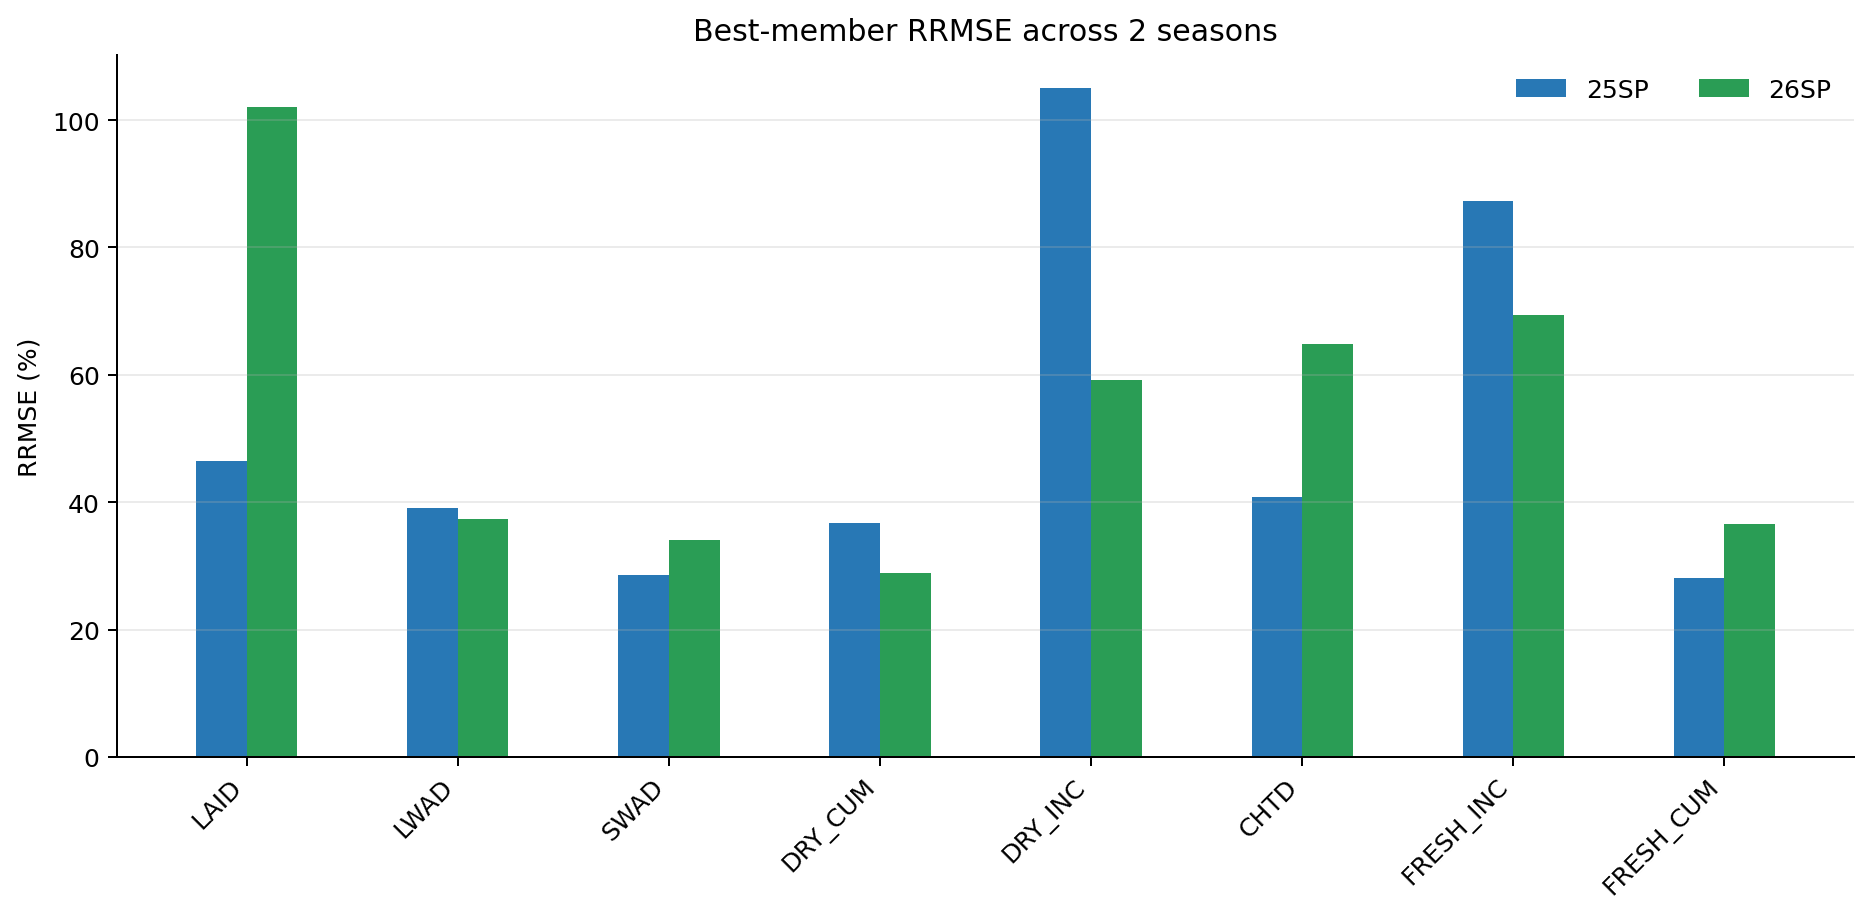 Best-member RRMSE across 2 seasons
25SP
26SP
RRMSE (%)
100
80
60
40
20
0
LAID
LWAD
SWAD
DRY_CUM
DRY_INC
CHTD
FRESH_INC
FRESH_CUM